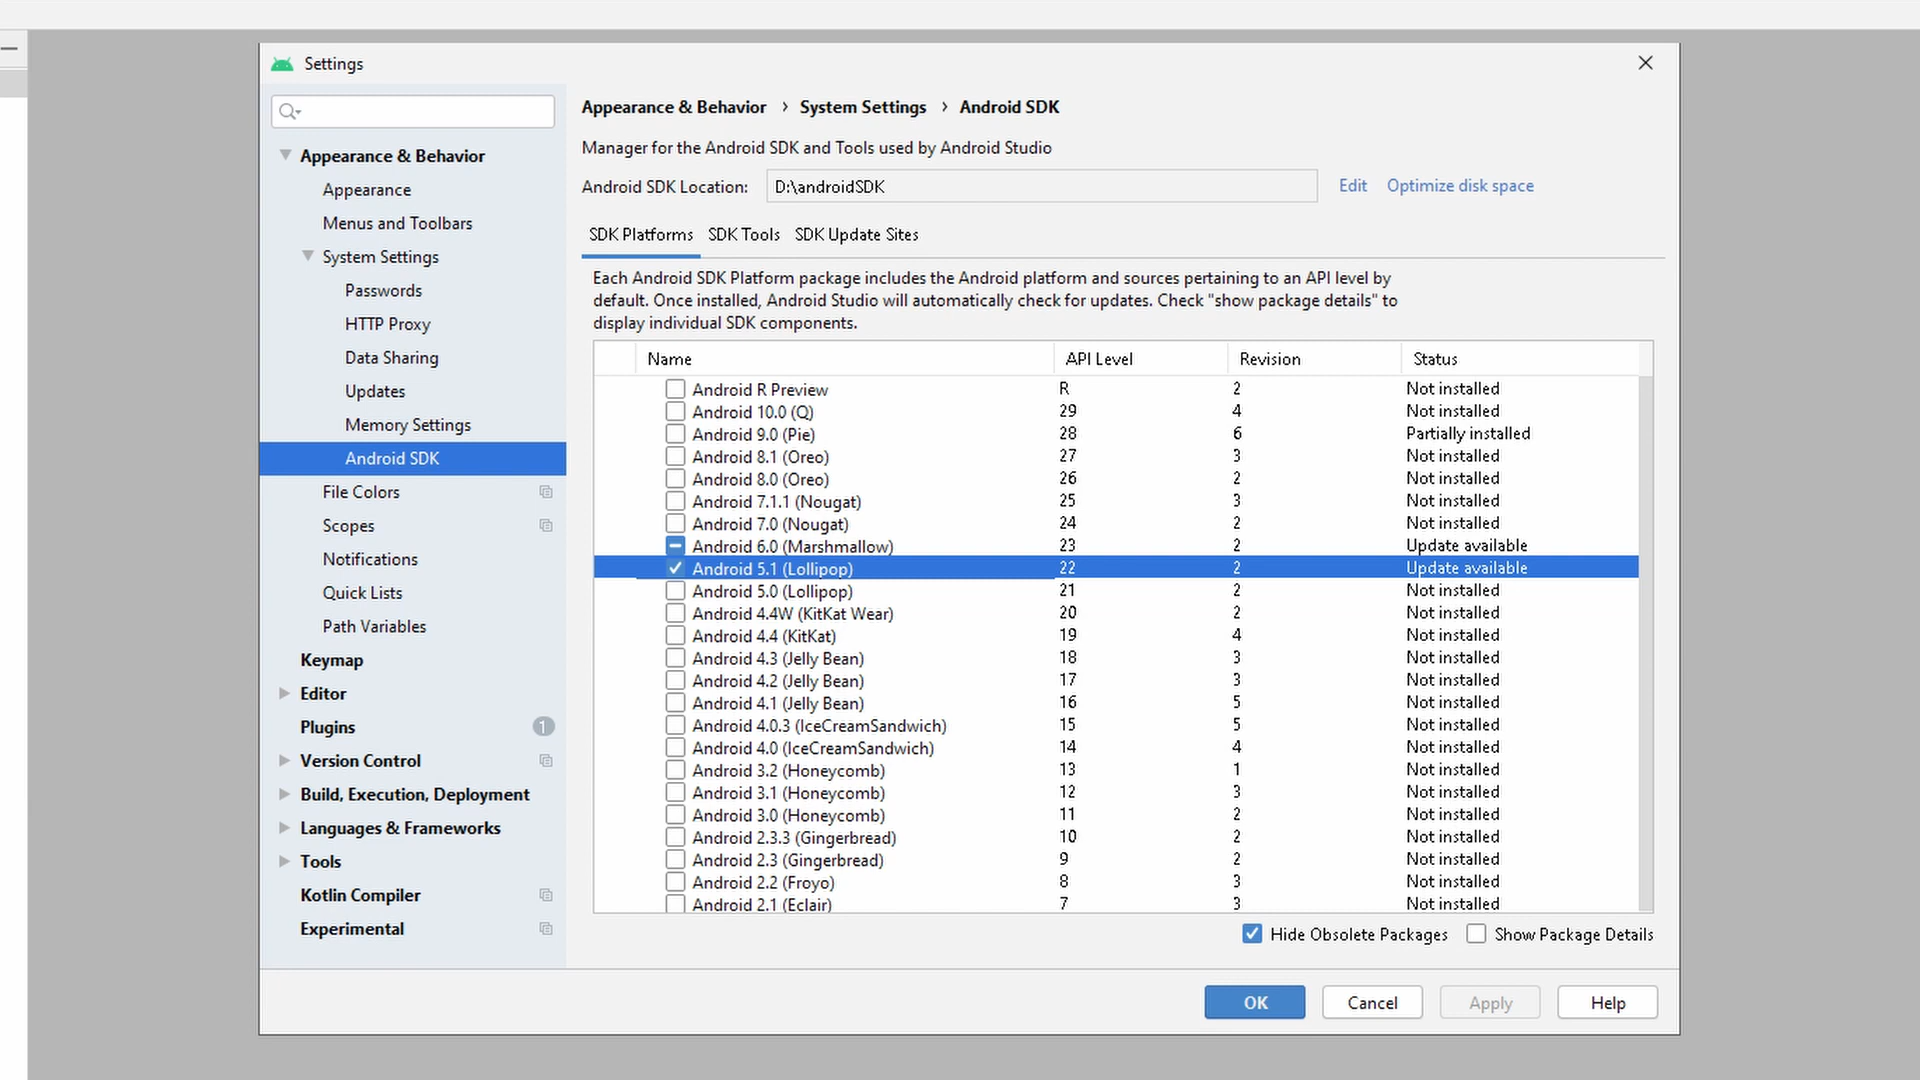 Settings
Appearance & Behavior
Appearance
Menus and Toolbars
System Settings
Passwords
HTTP Proxy
Data Sharing
Updates
Memory Settings
Android SDK
File Colors
Scopes
Notifications
Quick Lists
Path Variables
Keymap
Editor
Plugins 1
Version Control
Build, Execution, Deployment
Languages & Frameworks
Tools
Kotlin Compiler
Experimental
Appearance & Behavior › System Settings › Android SDK
Manager for the Android SDK and Tools used by Android Studio
Android SDK Location: D:\androidSDK Edit Optimize disk space
SDK Platforms SDK Tools SDK Update Sites
Each Android SDK Platform package includes the Android platform and sources pertaining to an API level by
default. Once installed, Android Studio will automatically check for updates. Check "show package details" to
display individual SDK components.
Name API Level Revision Status
Android R Preview R 2 Not installed
Android 10.0 (Q) 29 4 Not installed
Android 9.0 (Pie) 28 6 Partially installed
Android 8.1 (Oreo) 27 3 Not installed
Android 8.0 (Oreo) 26 2 Not installed
Android 7.1.1 (Nougat) 25 3 Not installed
Android 7.0 (Nougat) 24 2 Not installed
Android 6.0 (Marshmallow) 23 2 Update available
Android 5.1 (Lollipop) 22 2 Update available
Android 5.0 (Lollipop) 21 2 Not installed
Android 4.4W (KitKat Wear) 20 2 Not installed
Android 4.4 (KitKat) 19 4 Not installed
Android 4.3 (Jelly Bean) 18 3 Not installed
Android 4.2 (Jelly Bean) 17 3 Not installed
Android 4.1 (Jelly Bean) 16 5 Not installed
Android 4.0.3 (IceCreamSandwich) 15 5 Not installed
Android 4.0 (IceCreamSandwich) 14 4 Not installed
Android 3.2 (Honeycomb) 13 1 Not installed
Android 3.1 (Honeycomb) 12 3 Not installed
Android 3.0 (Honeycomb) 11 2 Not installed
Android 2.3.3 (Gingerbread) 10 2 Not installed
Android 2.3 (Gingerbread) 9 2 Not installed
Android 2.2 (Froyo) 8 3 Not installed
Android 2.1 (Eclair) 7 3 Not installed
Hide Obsolete Packages Show Package Details
OK Cancel Apply Help